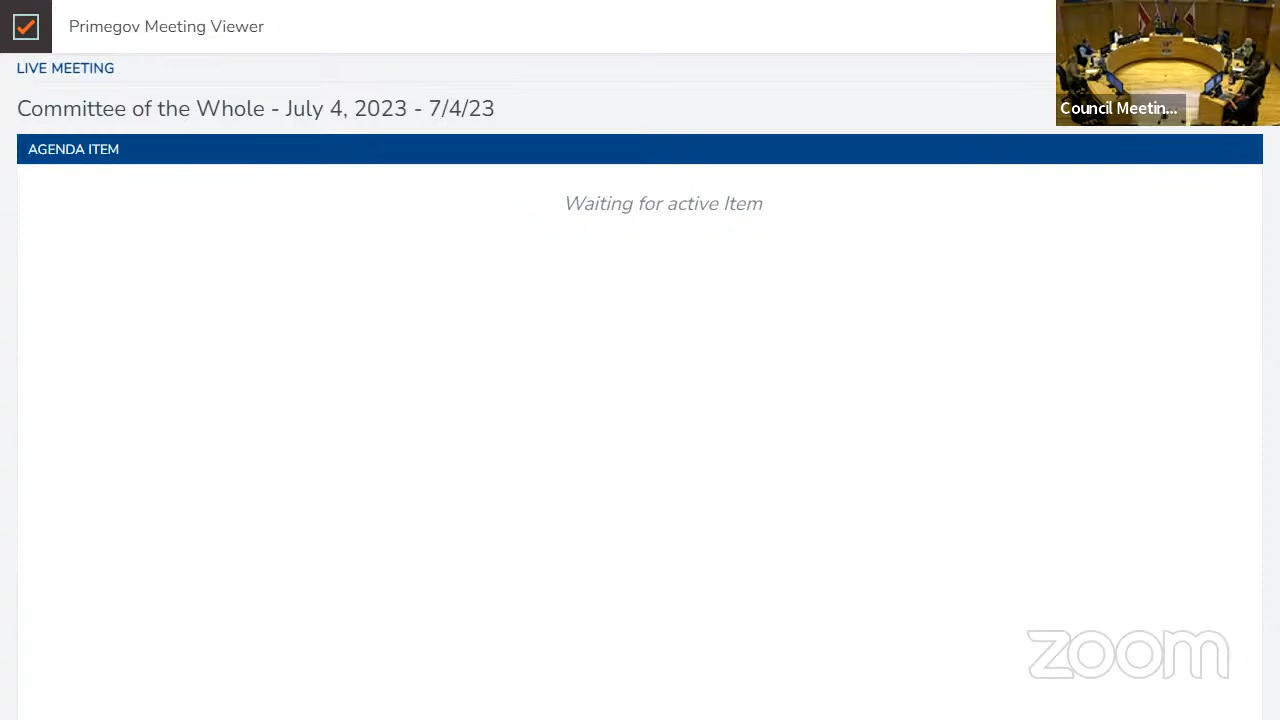 Primegov Meeting Viewer
LIVE MEETING
Committee of the Whole - July 4, 2023 - 7/4/23
Council Meetin...
AGENDA ITEM
Waiting for active Item
zoom